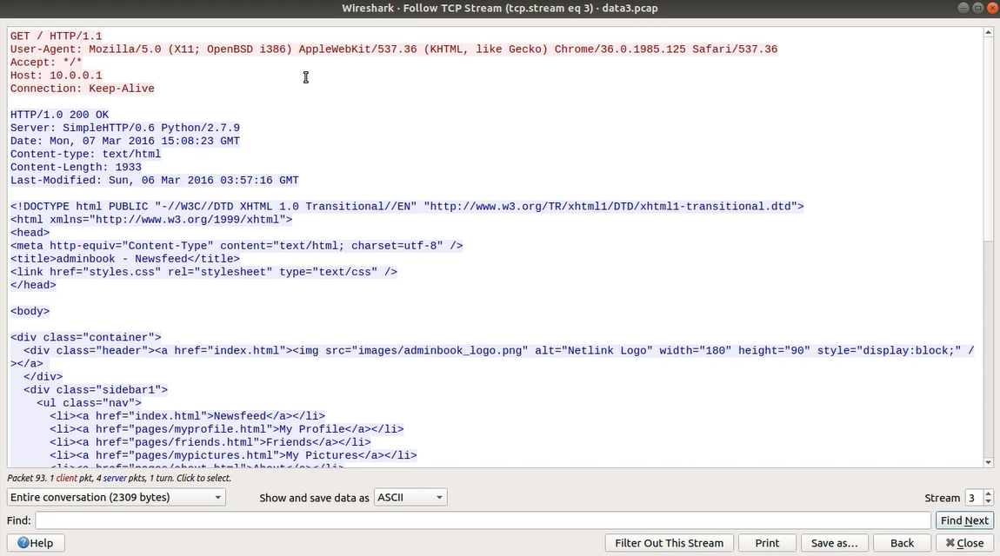 Wireshark · Follow TCP Stream (tcp.stream eq 3) · data3.pcap
GET / HTTP/1.1
User-Agent: Mozilla/5.0 (X11; OpenBSD i386) AppleWebKit/537.36 (KHTML, like Gecko) Chrome/36.0.1985.125 Safari/537.36
Accept: */*
Host: 10.0.0.1
Connection: Keep-Alive
HTTP/1.0 200 OK
Server: SimpleHTTP/0.6 Python/2.7.9
Date: Mon, 07 Mar 2016 15:08:23 GMT
Content-type: text/html
Content-Length: 1933
Last-Modified: Sun, 06 Mar 2016 03:57:16 GMT
<!DOCTYPE html PUBLIC "-//W3C//DTD XHTML 1.0 Transitional//EN" "http://www.w3.org/TR/xhtml1/DTD/xhtml1-transitional.dtd">
<html xmlns="http://www.w3.org/1999/xhtml">
<head>
<meta http-equiv="Content-Type" content="text/html; charset=utf-8" />
<title>adminbook - Newsfeed</title>
<link href="styles.css" rel="stylesheet" type="text/css" />
</head>
<body>
<div class="container">
  <div class="header"><a href="index.html"><img src="images/adminbook_logo.png" alt="Netlink Logo" width="180" height="90" style="display:block;" /
></a>
  </div>
  <div class="sidebar1">
    <ul class="nav">
      <li><a href="index.html">Newsfeed</a></li>
      <li><a href="pages/myprofile.html">My Profile</a></li>
      <li><a href="pages/friends.html">Friends</a></li>
      <li><a href="pages/mypictures.html">My Pictures</a></li>
      <li><a href="pages/about.html">About</a></li>
Packet 93. 1 client pkt, 4 server pkts, 1 turn. Click to select.
Entire conversation (2309 bytes) Show and save data as ASCII Stream 3
Find: Find Next
Help Filter Out This Stream Print Save as... Back Close